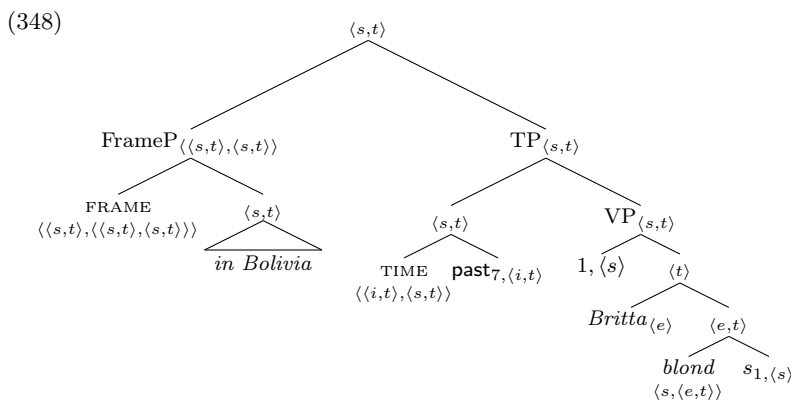 (348)
⟨s,t⟩
FrameP⟨⟨s,t⟩,⟨s,t⟩⟩ TP⟨s,t⟩
FRAME ⟨s,t⟩ ⟨s,t⟩ VP⟨s,t⟩
⟨⟨s,t⟩,⟨⟨s,t⟩,⟨s,t⟩⟩⟩
in Bolivia TIME past7,⟨i,t⟩ 1,⟨s⟩ ⟨t⟩
⟨⟨i,t⟩,⟨s,t⟩⟩
Britta⟨e⟩ ⟨e,t⟩
blond s1,⟨s⟩
⟨s,⟨e,t⟩⟩